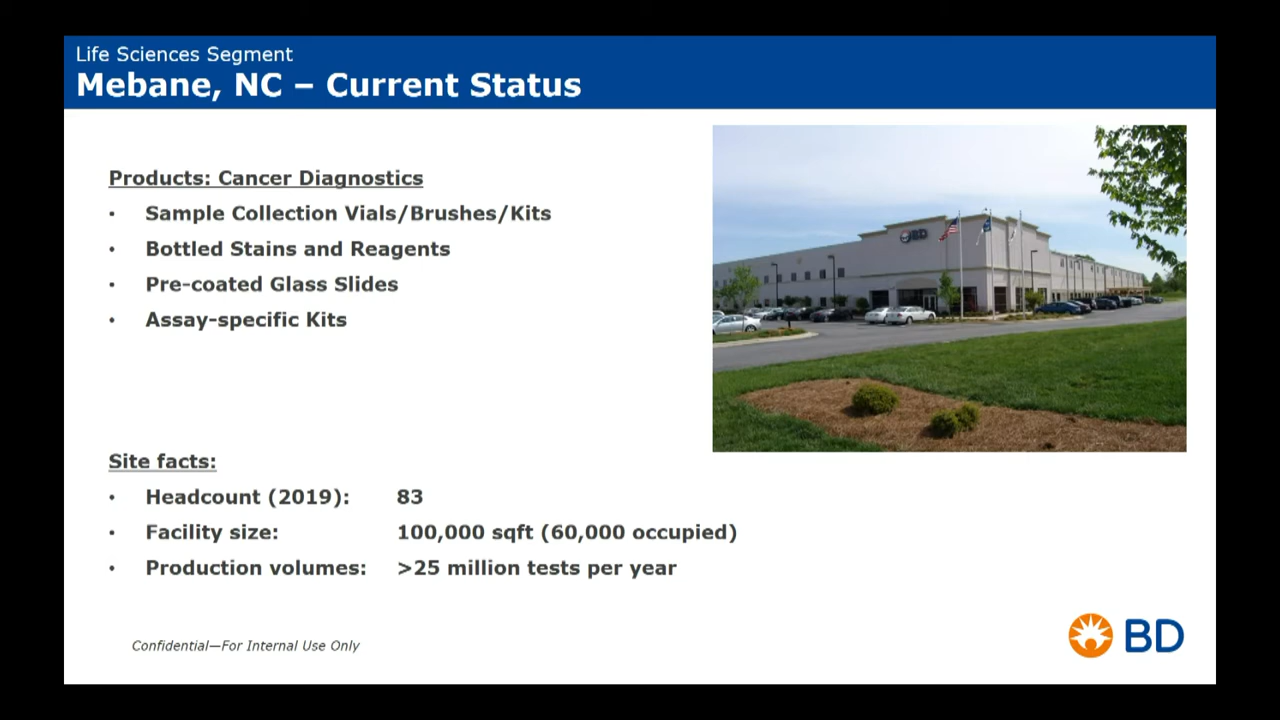 Life Sciences Segment
Mebane, NC – Current Status
Products: Cancer Diagnostics
• Sample Collection Vials/Brushes/Kits
• Bottled Stains and Reagents
• Pre-coated Glass Slides
• Assay-specific Kits
BD
Site facts:
• Headcount (2019): 83
• Facility size: 100,000 sqft (60,000 occupied)
• Production volumes: >25 million tests per year
Confidential—For Internal Use Only
BD